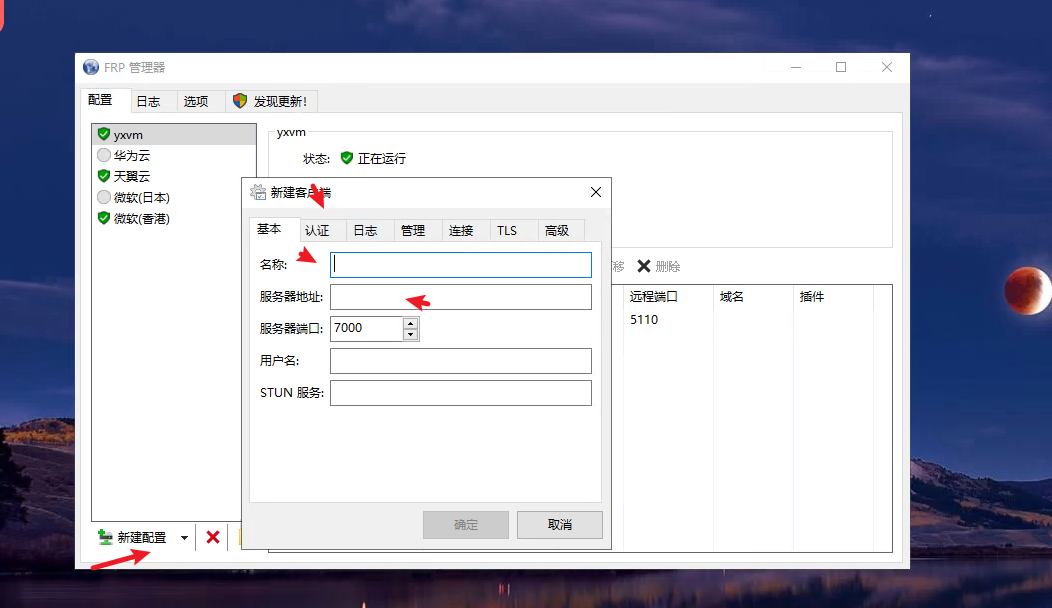 FRP 管理器
配置 日志 选项 发现更新!
yxvm
华为云
天翼云
微软(日本)
微软(香港)
新建配置
yxvm
状态: 正在运行
删除
远程端口 域名 插件
5110
新建客户端
基本 认证 日志 管理 连接 TLS 高级
名称:
服务器地址:
服务器端口: 7000
用户名:
STUN 服务:
确定 取消